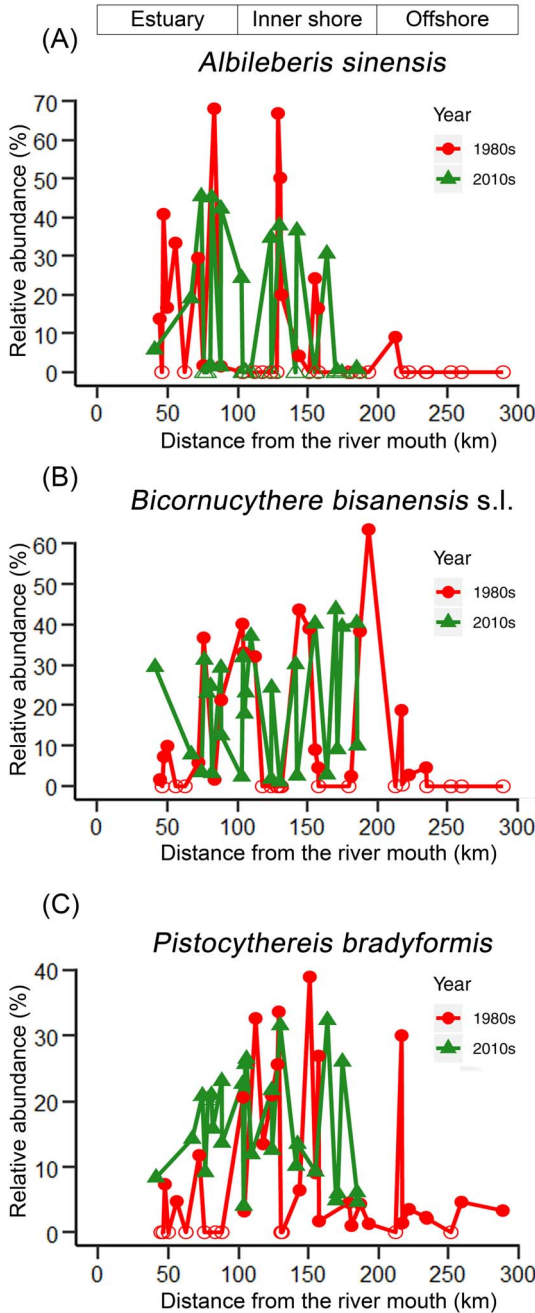 Estuary Inner shore Offshore
(A)
Albileberis sinensis
Relative abundance (%)
70
60
50
40
30
20
10
0
Year
1980s
2010s
0 50 100 150 200 250 300
Distance from the river mouth (km)
(B)
Bicornucythere bisanensis s.l.
Relative abundance (%)
60
50
40
30
20
10
0
Year
1980s
2010s
0 50 100 150 200 250 300
Distance from the river mouth (km)
(C)
Pistocythereis bradyformis
Relative abundance (%)
40
30
20
10
0
Year
1980s
2010s
0 50 100 150 200 250 300
Distance from the river mouth (km)